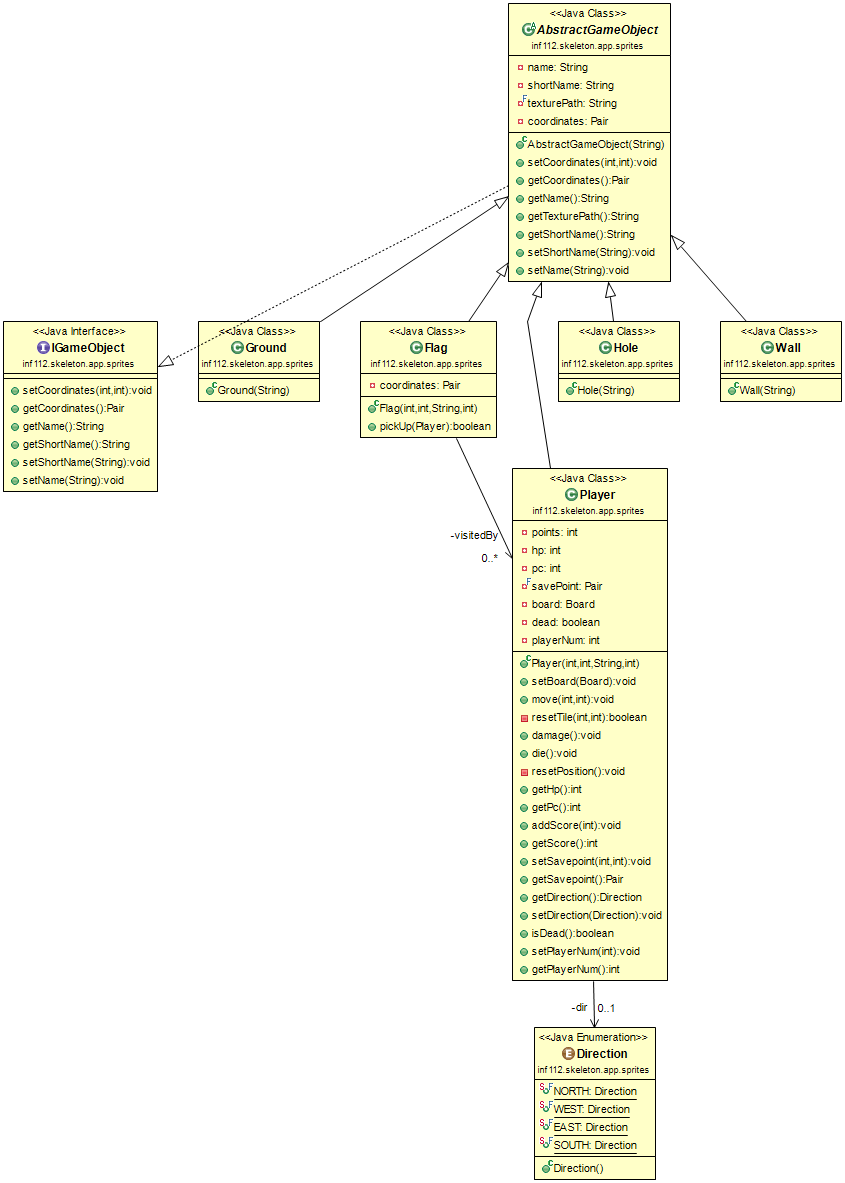 <<Java Class>>
AbstractGameObject
inf112.skeleton.app.sprites
name: String
shortName: String
texturePath: String
coordinates: Pair
AbstractGameObject(String)
setCoordinates(int,int):void
getCoordinates():Pair
getName():String
getTexturePath():String
getShortName():String
setShortName(String):void
setName(String):void
<<Java Interface>>
IGameObject
inf112.skeleton.app.sprites
setCoordinates(int,int):void
getCoordinates():Pair
getName():String
getShortName():String
setShortName(String):void
setName(String):void
<<Java Class>>
Ground
inf112.skeleton.app.sprites
Ground(String)
<<Java Class>>
Flag
inf112.skeleton.app.sprites
coordinates: Pair
Flag(int,int,String,int)
pickUp(Player):boolean
<<Java Class>>
Hole
inf112.skeleton.app.sprites
Hole(String)
<<Java Class>>
Wall
inf112.skeleton.app.sprites
Wall(String)
-visitedBy
0..*
<<Java Class>>
Player
inf112.skeleton.app.sprites
points: int
hp: int
pc: int
savePoint: Pair
board: Board
dead: boolean
playerNum: int
Player(int,int,String,int)
setBoard(Board):void
move(int,int):void
resetTile(int,int):boolean
damage():void
die():void
resetPosition():void
getHp():int
getPc():int
addScore(int):void
getScore():int
setSavepoint(int,int):void
getSavepoint():Pair
getDirection():Direction
setDirection(Direction):void
isDead():boolean
setPlayerNum(int):void
getPlayerNum():int
-dir 0..1
<<Java Enumeration>>
Direction
inf112.skeleton.app.sprites
NORTH: Direction
WEST: Direction
EAST: Direction
SOUTH: Direction
Direction()